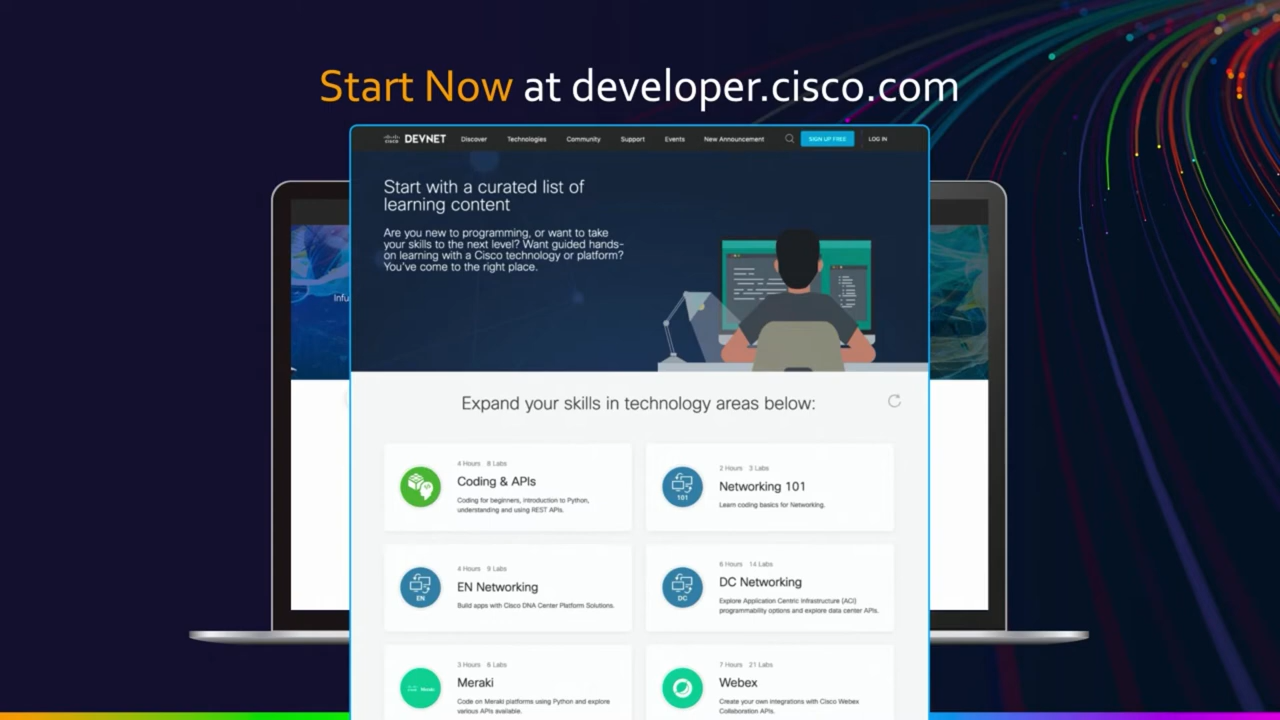 Start Now at developer.cisco.com
CISCO DEVNET Discover Technologies Community Support Events New Announcement SIGN UP FREE LOG IN
Start with a curated list of
learning content
Are you new to programming, or want to take
your skills to the next level? Want guided hands-
on learning with a Cisco technology or platform?
You've come to the right place.
Infu
Expand your skills in technology areas below:
4 Hours 8 Labs
Coding & APIs
Coding for beginners, introduction to Python,
understanding and using REST APIs.
101
2 Hours 3 Labs
Networking 101
Learn coding basics for Networking.
EN
4 Hours 9 Labs
EN Networking
Build apps with Cisco DNA Center Platform Solutions.
DC
6 Hours 14 Labs
DC Networking
Explore Application Centric Infrastructure (ACI)
programmability options and explore data center APIs.
3 Hours 6 Labs
Meraki
Code on Meraki platforms using Python and explore
various APIs available.
7 Hours 21 Labs
Webex
Create your own integrations with Cisco Webex
Collaboration APIs.